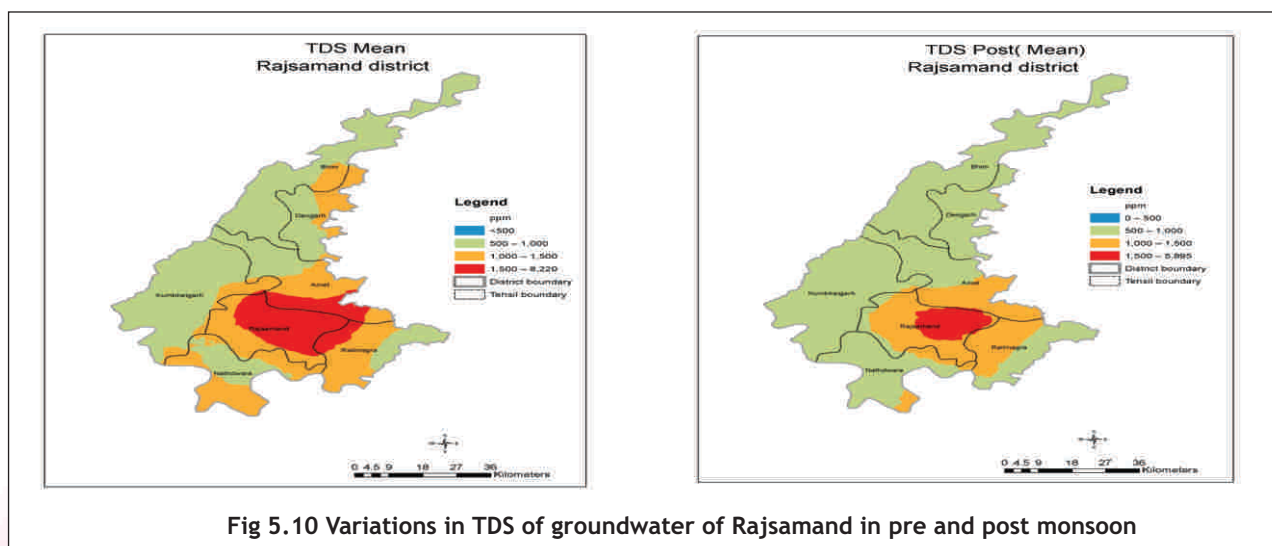 TDS Mean
Rajsamand district
Bhim
Deogarh
Legend
ppm
<500
500 – 1,000
1,000 – 1,500
1,500 – 8,220
District boundary
Tehsil boundary
Kumbhalgarh
Amet
Rajsamand
Railmagra
Nathdwara
0 4.5 9 18 27 36
Kilometers
TDS Post( Mean)
Rajsamand district
Bhim
Deogarh
Legend
ppm
0 – 500
500 – 1,000
1,000 – 1,500
1,500 – 5,895
District boundary
Tehsil boundary
Kumbhalgarh
Amet
Rajsamand
Railmagra
Nathdwara
0 4.5 9 18 27 36
Kilometers
Fig 5.10 Variations in TDS of groundwater of Rajsamand in pre and post monsoon